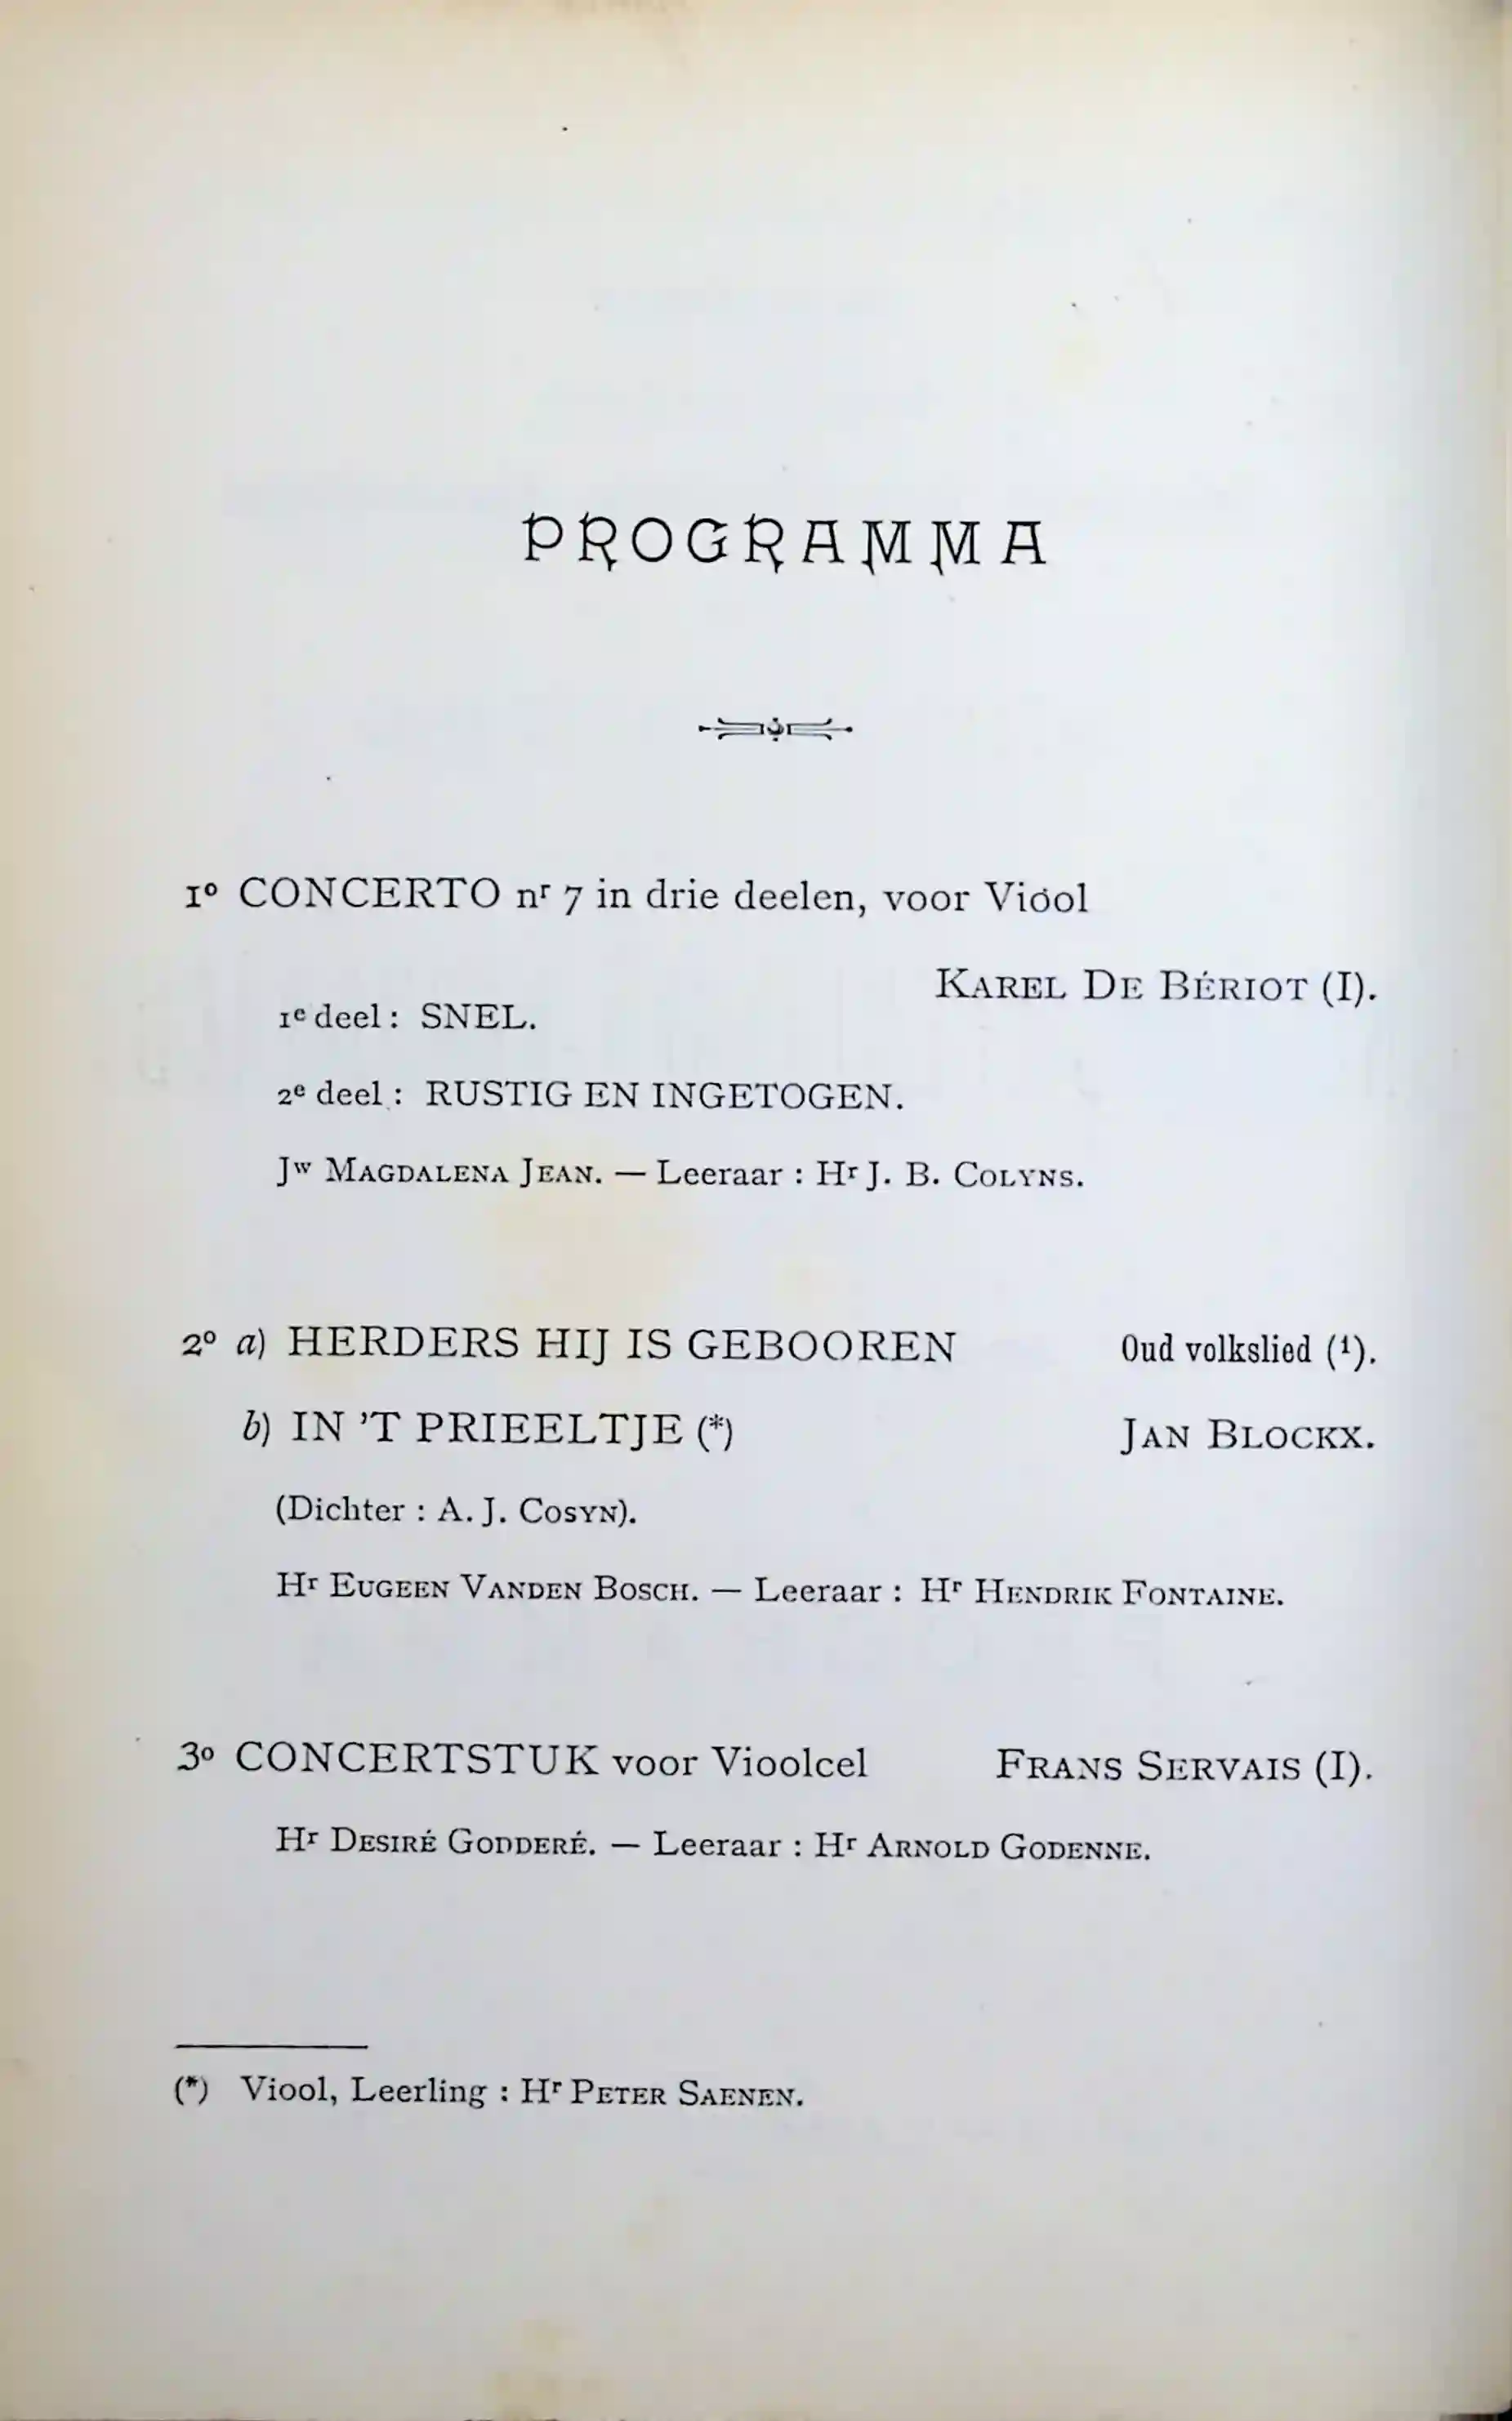 PROGRAMMA
1º CONCERTO nʳ 7 in drie deelen, voor Viool
KAREL DE BÉRIOT (I).
1ᵉ deel : SNEL.
2ᵉ deel : RUSTIG EN INGETOGEN.
Jʷ MAGDALENA JEAN. — Leeraar : Hʳ J. B. COLYNS.
2º a) HERDERS HIJ IS GEBOOREN Oud volkslied (¹).
b) IN ’T PRIEELTJE (*) JAN BLOCKX.
(Dichter : A. J. COSYN).
Hʳ EUGEEN VANDEN BOSCH. — Leeraar : Hʳ HENDRIK FONTAINE.
3º CONCERTSTUK voor Vioolcel FRANS SERVAIS (I).
Hʳ DESIRÉ GODDERÉ. — Leeraar : Hʳ ARNOLD GODENNE.
(*) Viool, Leerling : Hʳ PETER SAENEN.